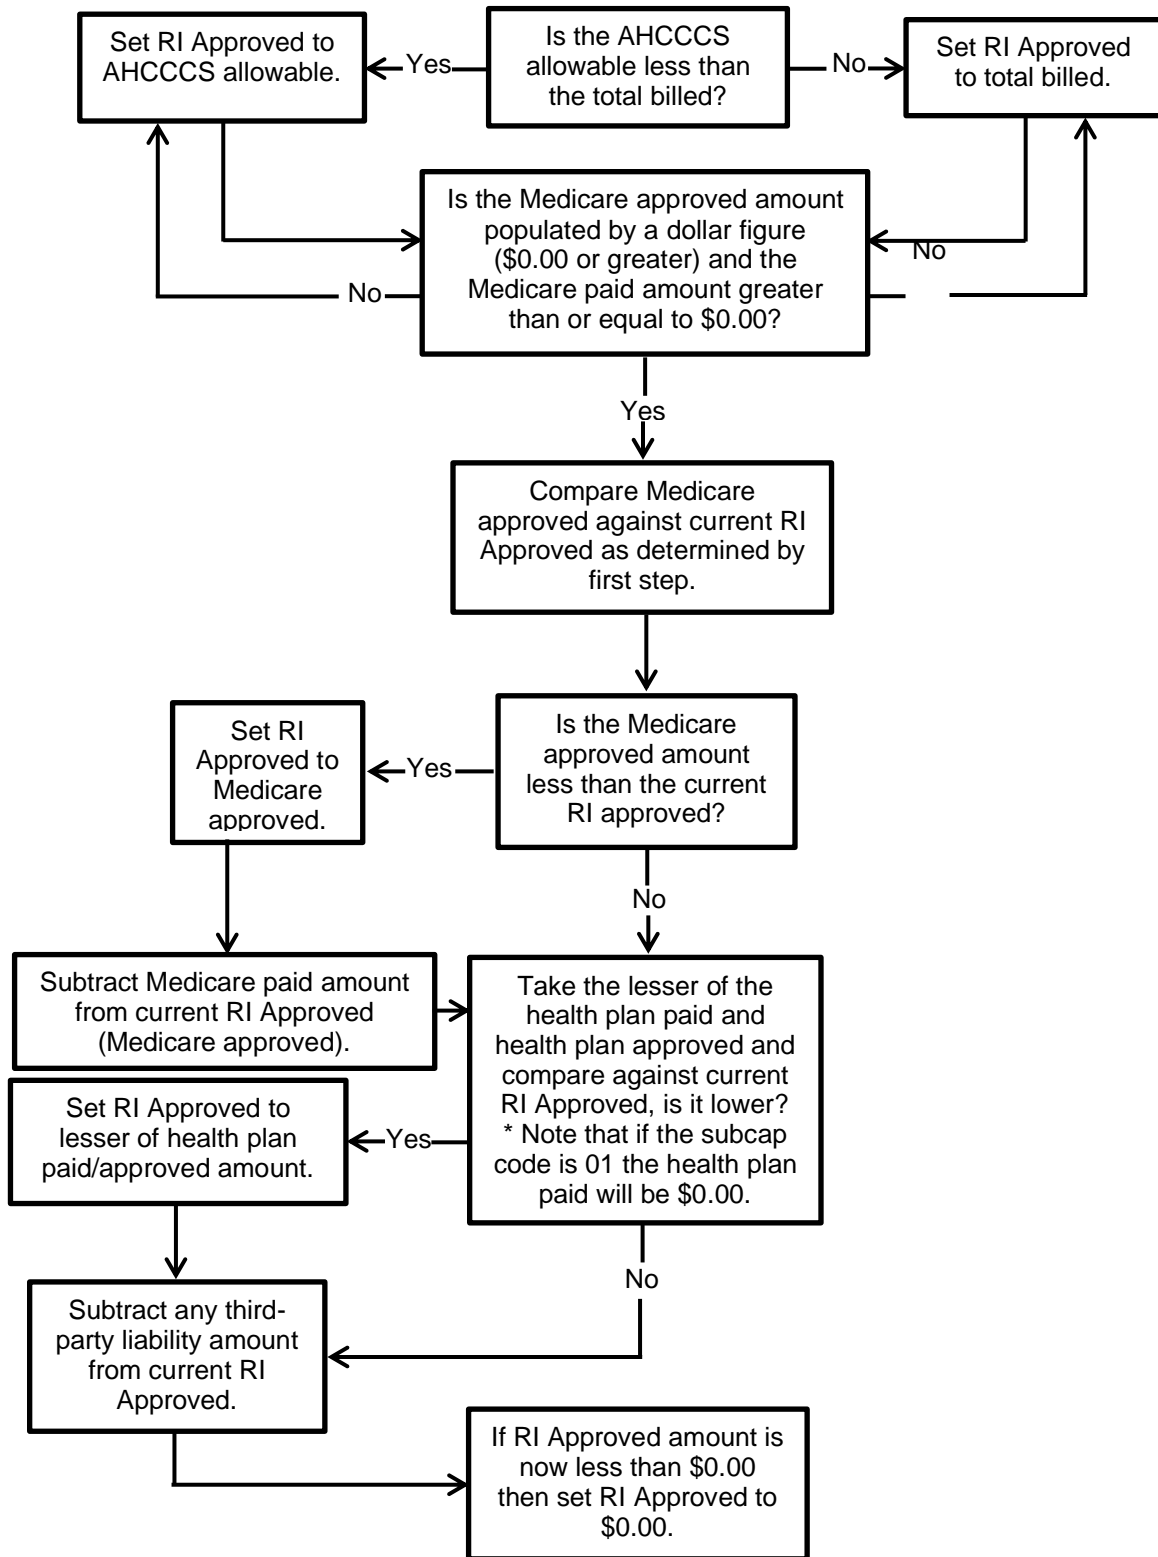 Set RI Approved to
AHCCCS allowable.
Yes
Is the AHCCCS
allowable less than
the total billed?
No
Set RI Approved
to total billed.
Is the Medicare approved amount
populated by a dollar figure
($0.00 or greater) and the
Medicare paid amount greater
than or equal to $0.00?
No
No
Yes
Compare Medicare
approved against current RI
Approved as determined by
first step.
Is the Medicare
approved amount
less than the current
RI approved?
Yes
Set RI
Approved to
Medicare
approved.
No
Subtract Medicare paid amount
from current RI Approved
(Medicare approved).
Take the lesser of the
health plan paid and
health plan approved and
compare against current
RI Approved, is it lower?
* Note that if the subcap
code is 01 the health plan
paid will be $0.00.
Yes
Set RI Approved to
lesser of health plan
paid/approved amount.
No
Subtract any third-
party liability amount
from current RI
Approved.
If RI Approved amount is
now less than $0.00
then set RI Approved to
$0.00.